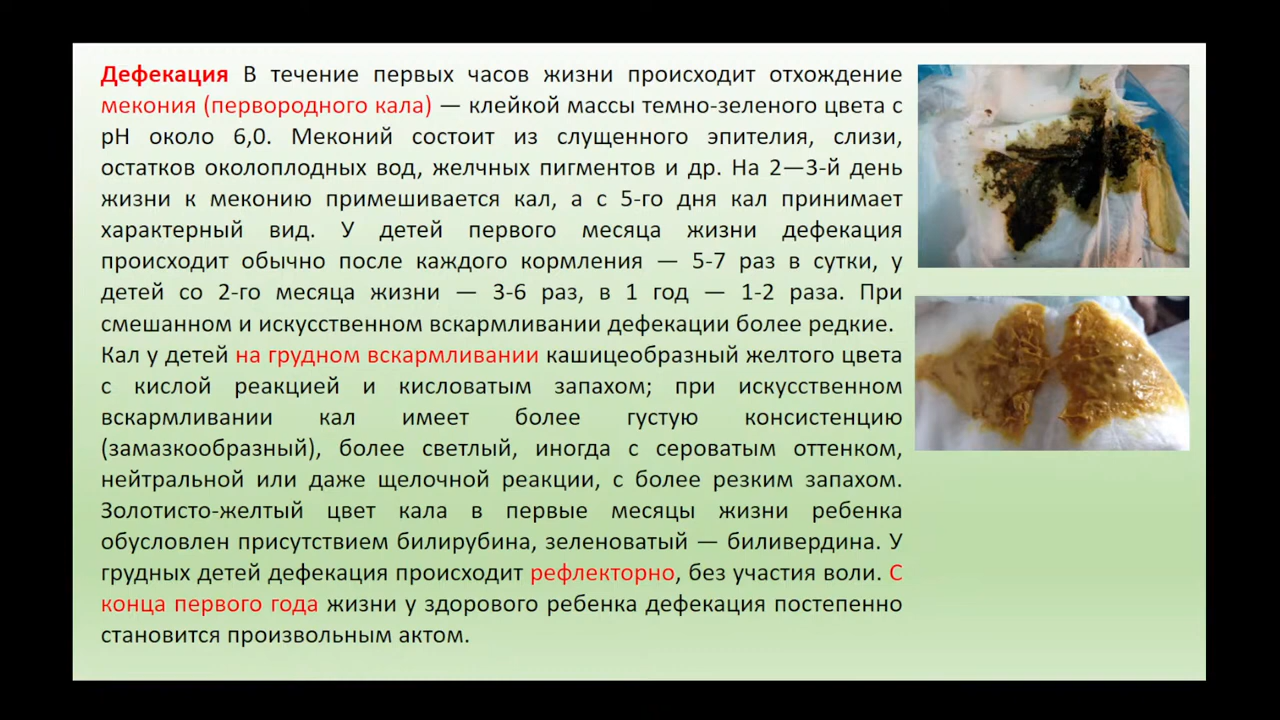 Дефекация В течение первых часов жизни происходит отхождение
мекония (первородного кала) — клейкой массы темно-зеленого цвета с
pH около 6,0. Меконий состоит из слущенного эпителия, слизи,
остатков околоплодных вод, желчных пигментов и др. На 2—3-й день
жизни к меконию примешивается кал, а с 5-го дня кал принимает
характерный вид. У детей первого месяца жизни дефекация
происходит обычно после каждого кормления — 5-7 раз в сутки, у
детей со 2-го месяца жизни — 3-6 раз, в 1 год — 1-2 раза. При
смешанном и искусственном вскармливании дефекации более редкие.
Кал у детей на грудном вскармливании кашицеобразный желтого цвета
с кислой реакцией и кисловатым запахом; при искусственном
вскармливании кал имеет более густую консистенцию
(замазкообразный), более светлый, иногда с сероватым оттенком,
нейтральной или даже щелочной реакции, с более резким запахом.
Золотисто-желтый цвет кала в первые месяцы жизни ребенка
обусловлен присутствием билирубина, зеленоватый — биливердина. У
грудных детей дефекация происходит рефлекторно, без участия воли. С
конца первого года жизни у здорового ребенка дефекация постепенно
становится произвольным актом.